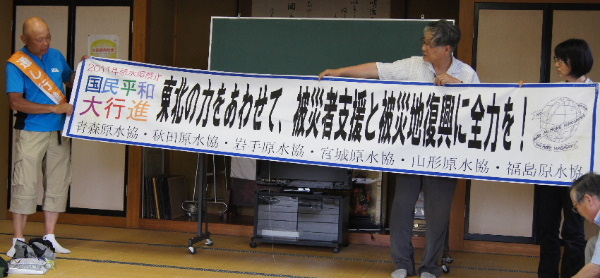 2011年原水爆禁止
国民平和
大行進
東北の力をあわせて、被災者支援と被災地復興に全力を!
青森原水協・秋田原水協・岩手原水協・宮城原水協・山形原水協・福島原水協